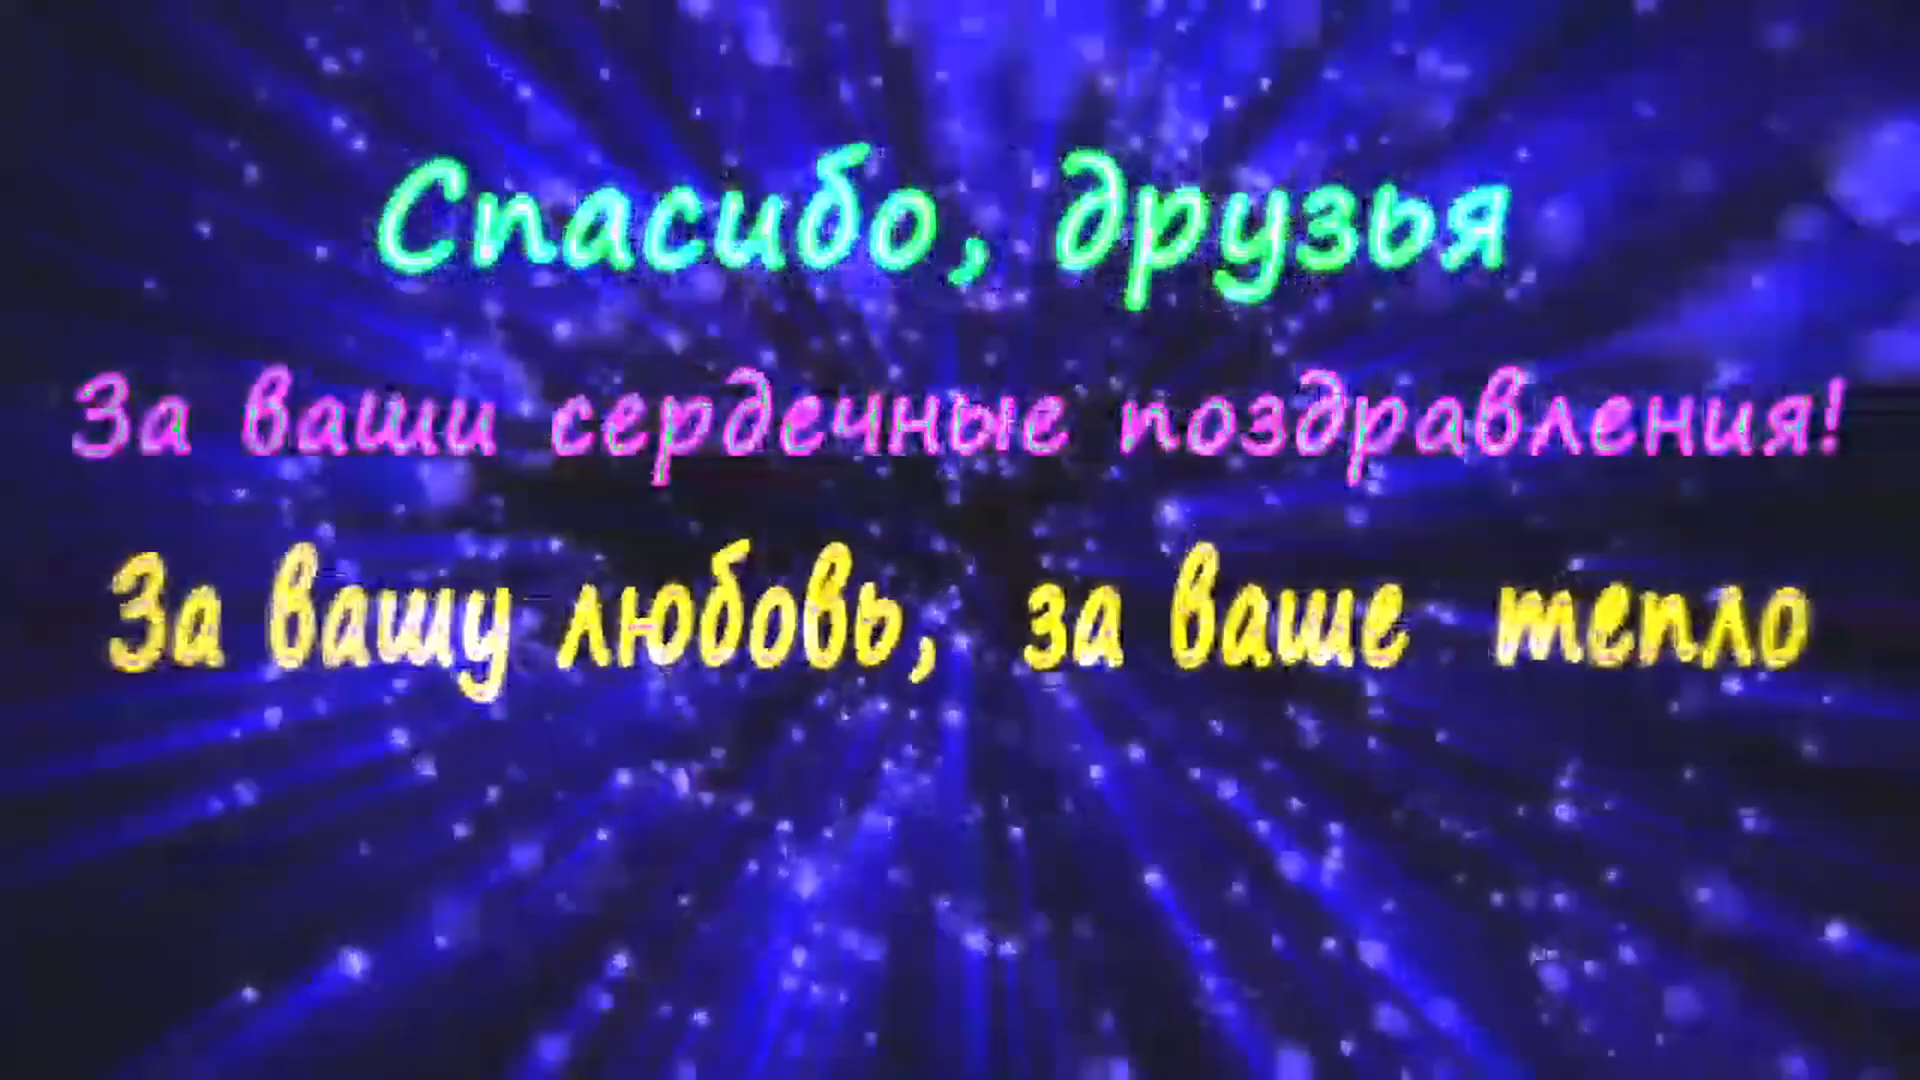 Спасибо, друзья
За ваши сердечные поздравления!
За вашу любовь, за ваше тепло